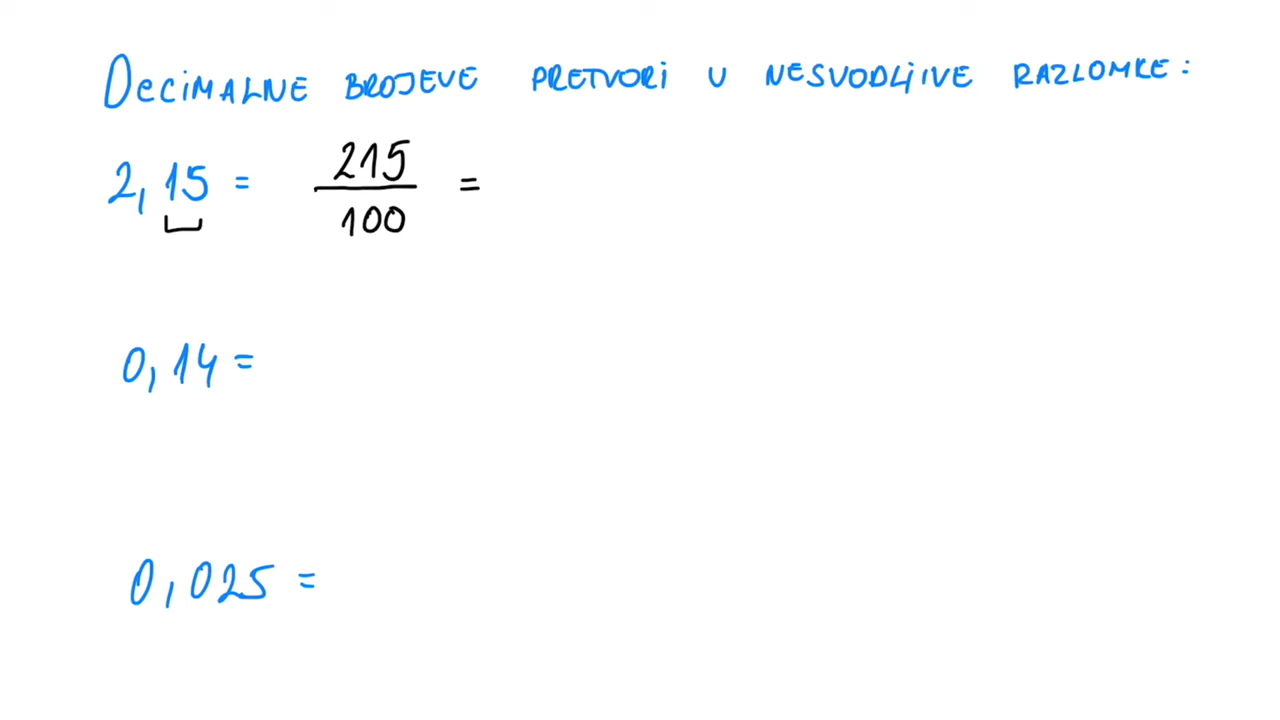 DECIMALNE BROJEVE PRETVORI U NESVODLJIVE RAZLOMKE:
2,15 = 215/100 =
0,14 =
0,025 =